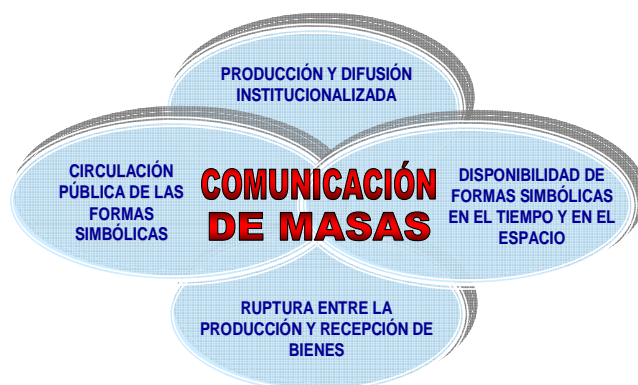 PRODUCCIÓN Y DIFUSIÓN
INSTITUCIONALIZADA
CIRCULACIÓN
PÚBLICA DE LAS
FORMAS
SIMBÓLICAS
COMUNICACIÓN
DE MASAS
DISPONIBILIDAD DE
FORMAS SIMBÓLICAS
EN EL TIEMPO Y EN EL
ESPACIO
RUPTURA ENTRE LA
PRODUCCIÓN Y RECEPCIÓN DE
BIENES